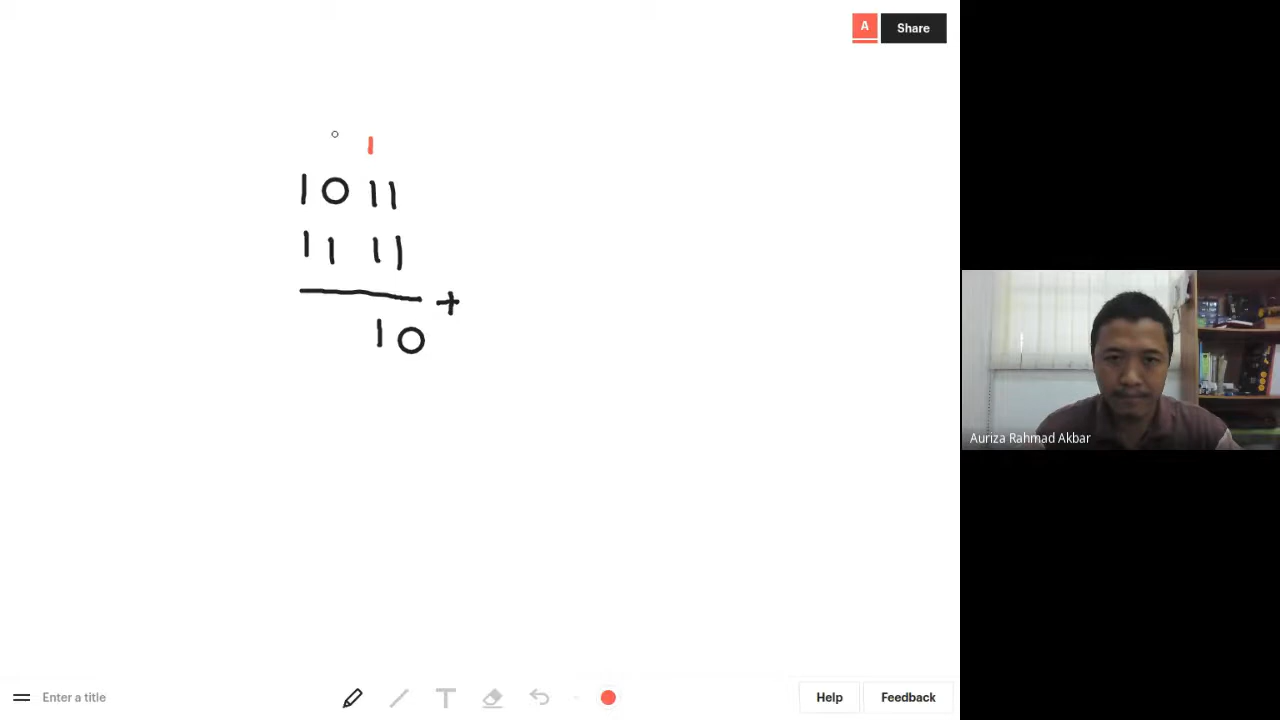 A Share
1
1011
1111
+
10
Auriza Rahmad Akbar
Enter a title
T
Help Feedback